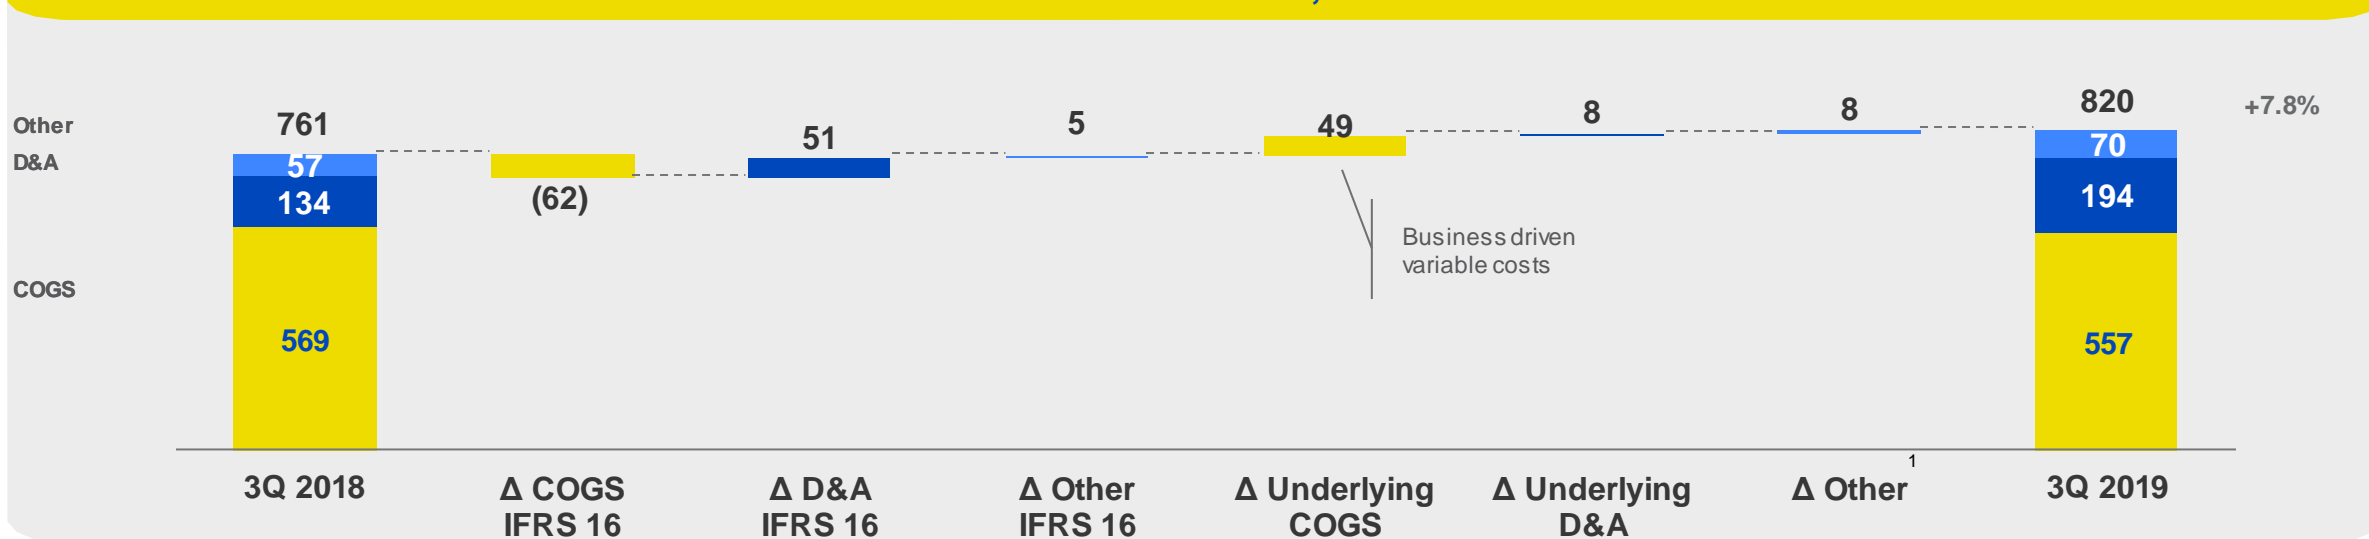 Other
D&A
COGS
761
57
134
569
(62)
51
5
49
8
8
820
70
194
557
+7.8%
Business driven
variable costs
3Q 2018
Δ COGS
IFRS 16
Δ D&A
IFRS 16
Δ Other
IFRS 16
Δ Underlying
COGS
Δ Underlying
D&A
Δ Other 1
3Q 2019